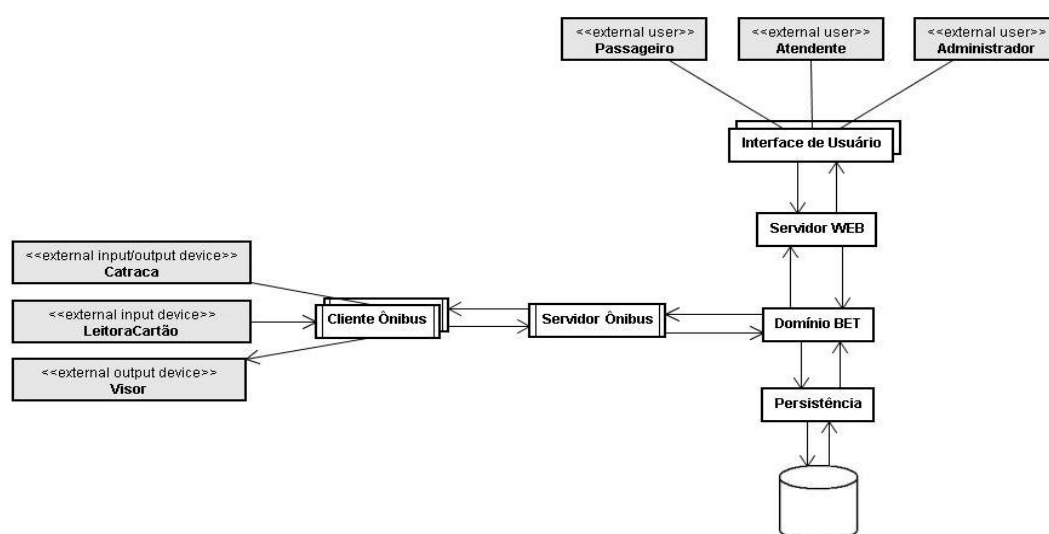 <<external user>>
Passageiro
<<external user>>
Atendente
<<external user>>
Administrador
Interface de Usuário
Servidor WEB
<<external input/output device>>
Catraca
<<external input device>>
LeitoraCartão
<<external output device>>
Visor
Cliente Ônibus
Servidor Ônibus
Domínio BET
Persistência